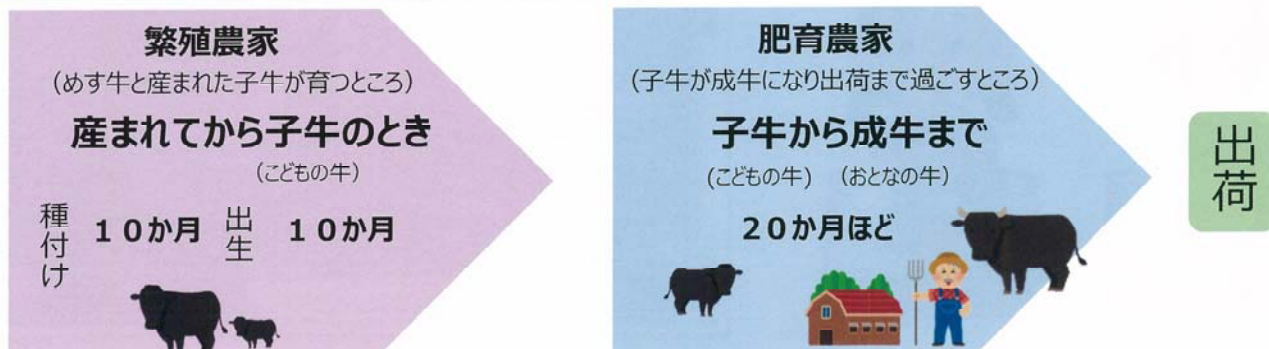 繁殖農家
（めす牛と産まれた子牛が育つところ）
産まれてから子牛のとき
（こどもの牛）
種付け
１０か月
出生
１０か月
肥育農家
（子牛が成牛になり出荷まで過ごすところ）
子牛から成牛まで
（こどもの牛）　（おとなの牛）
２０か月ほど
出荷